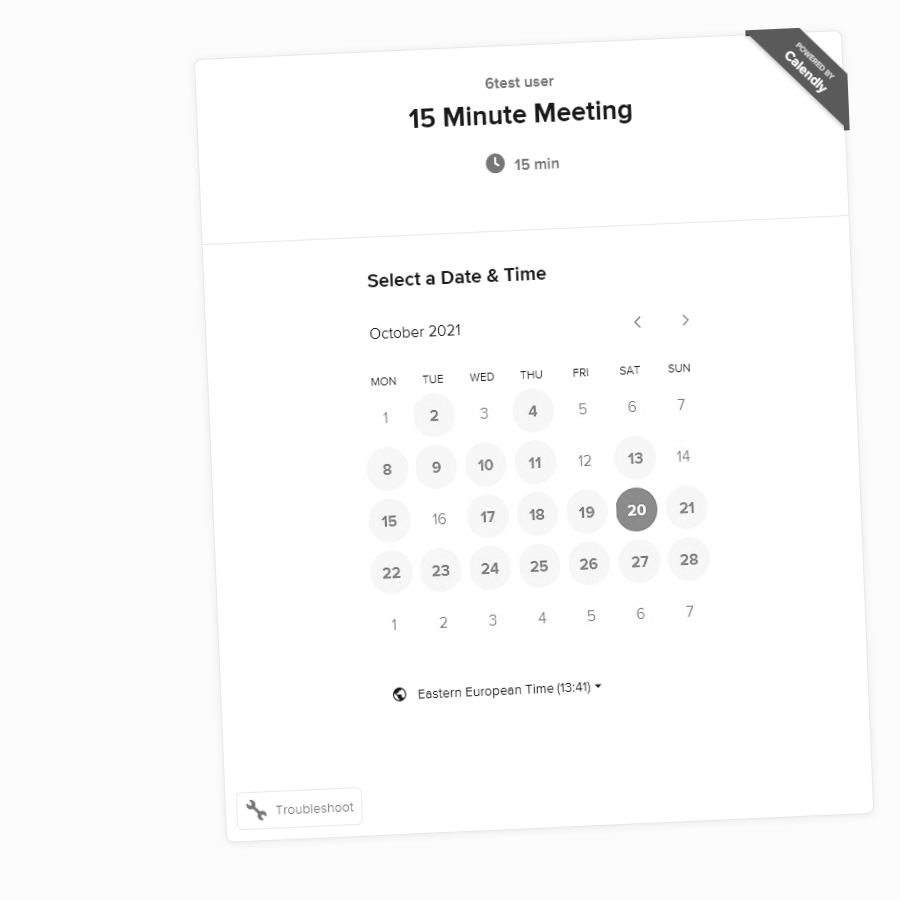 POWERED BY
Calendly
6test user
15 Minute Meeting
15 min
Select a Date & Time
October 2021
MON TUE WED THU FRI SAT SUN
1 2 3 4 5 6 7
8 9 10 11 12 13 14
15 16 17 18 19 20 21
22 23 24 25 26 27 28
1 2 3 4 5 6 7
Eastern European Time (13:41)
Troubleshoot